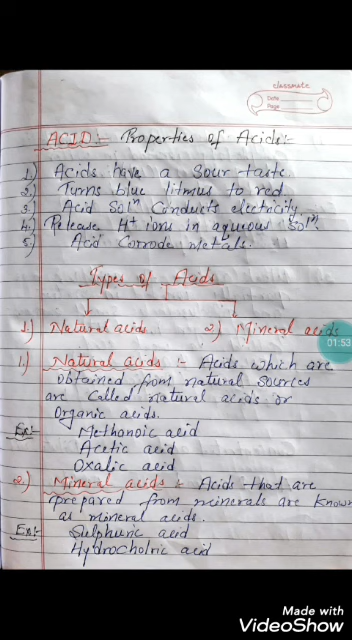 classmate
Date
Page
ACID:- Properties of Acids:-
1.) Acids have a sour taste
2.) Turns blue litmus to red
3.) Acid Solⁿ Conducts electricity
4.) Release H+ ions in aqueous Solⁿ.
5.) Acid Corrode metals.
Types of Acids
1.) Natural acids. 2) Mineral acids
01:53
1.) Natural acids :- Acids which are
obtained from natural sources
are called natural acids or
Organic acids.
Ex:- Methonoic acid
Acetic acid
Oxalic acid
2) Mineral acids :- Acids that are
prepared from minerals are known
as mineral acids.
Ex:- Sulphuric acid
Hydrocholric acid
Made with
VideoShow